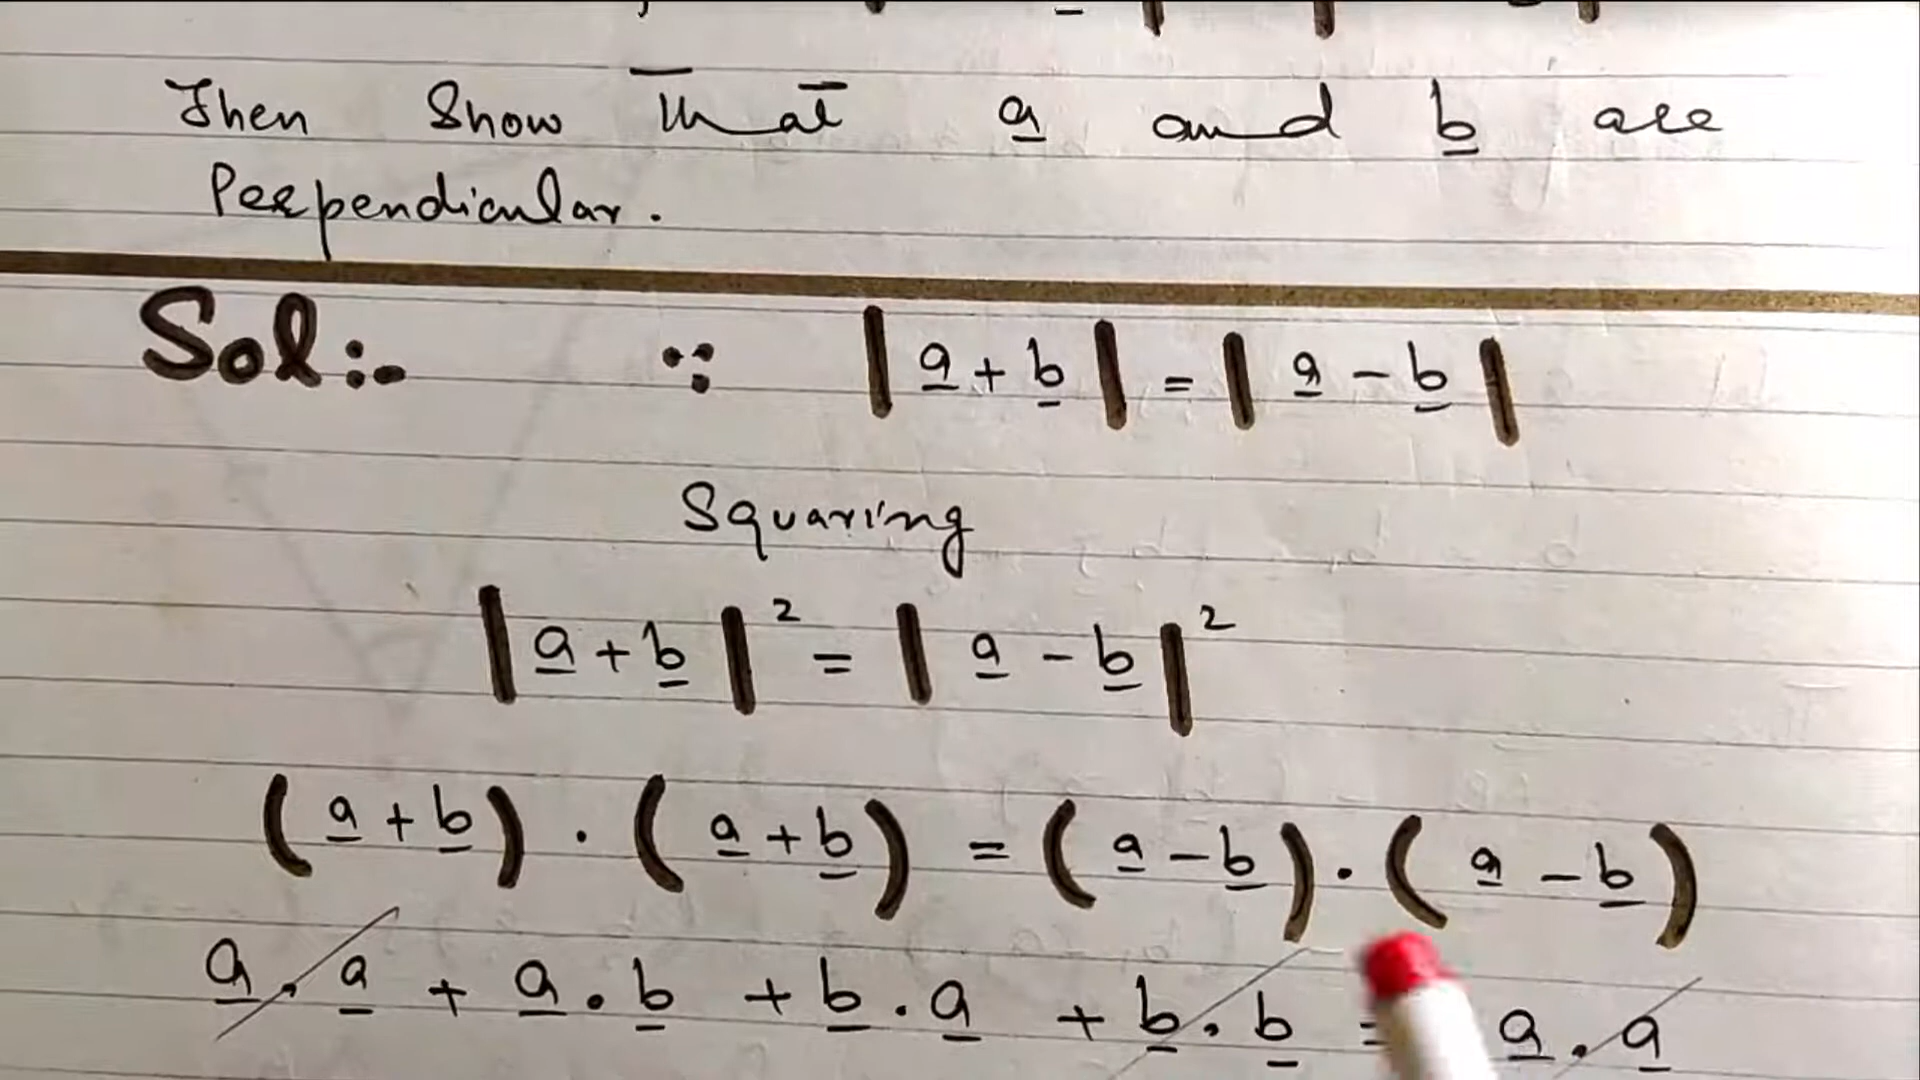 Then Show that a and b are
Perpendicular.
Sol:- ∵ |a + b| = |a - b|
Squaring
|a + b|² = |a - b|²
(a + b) . (a + b) = (a - b) . (a - b)
a . a + a . b + b . a + b . b = a . a